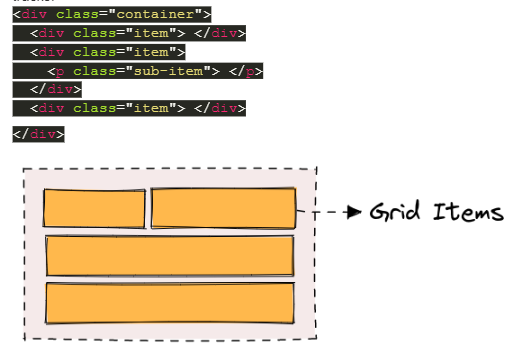 <div class="container">
<div class="item"> </div>
<div class="item">
<p class="sub-item"> </p>
</div>
<div class="item"> </div>
</div>
Grid Items